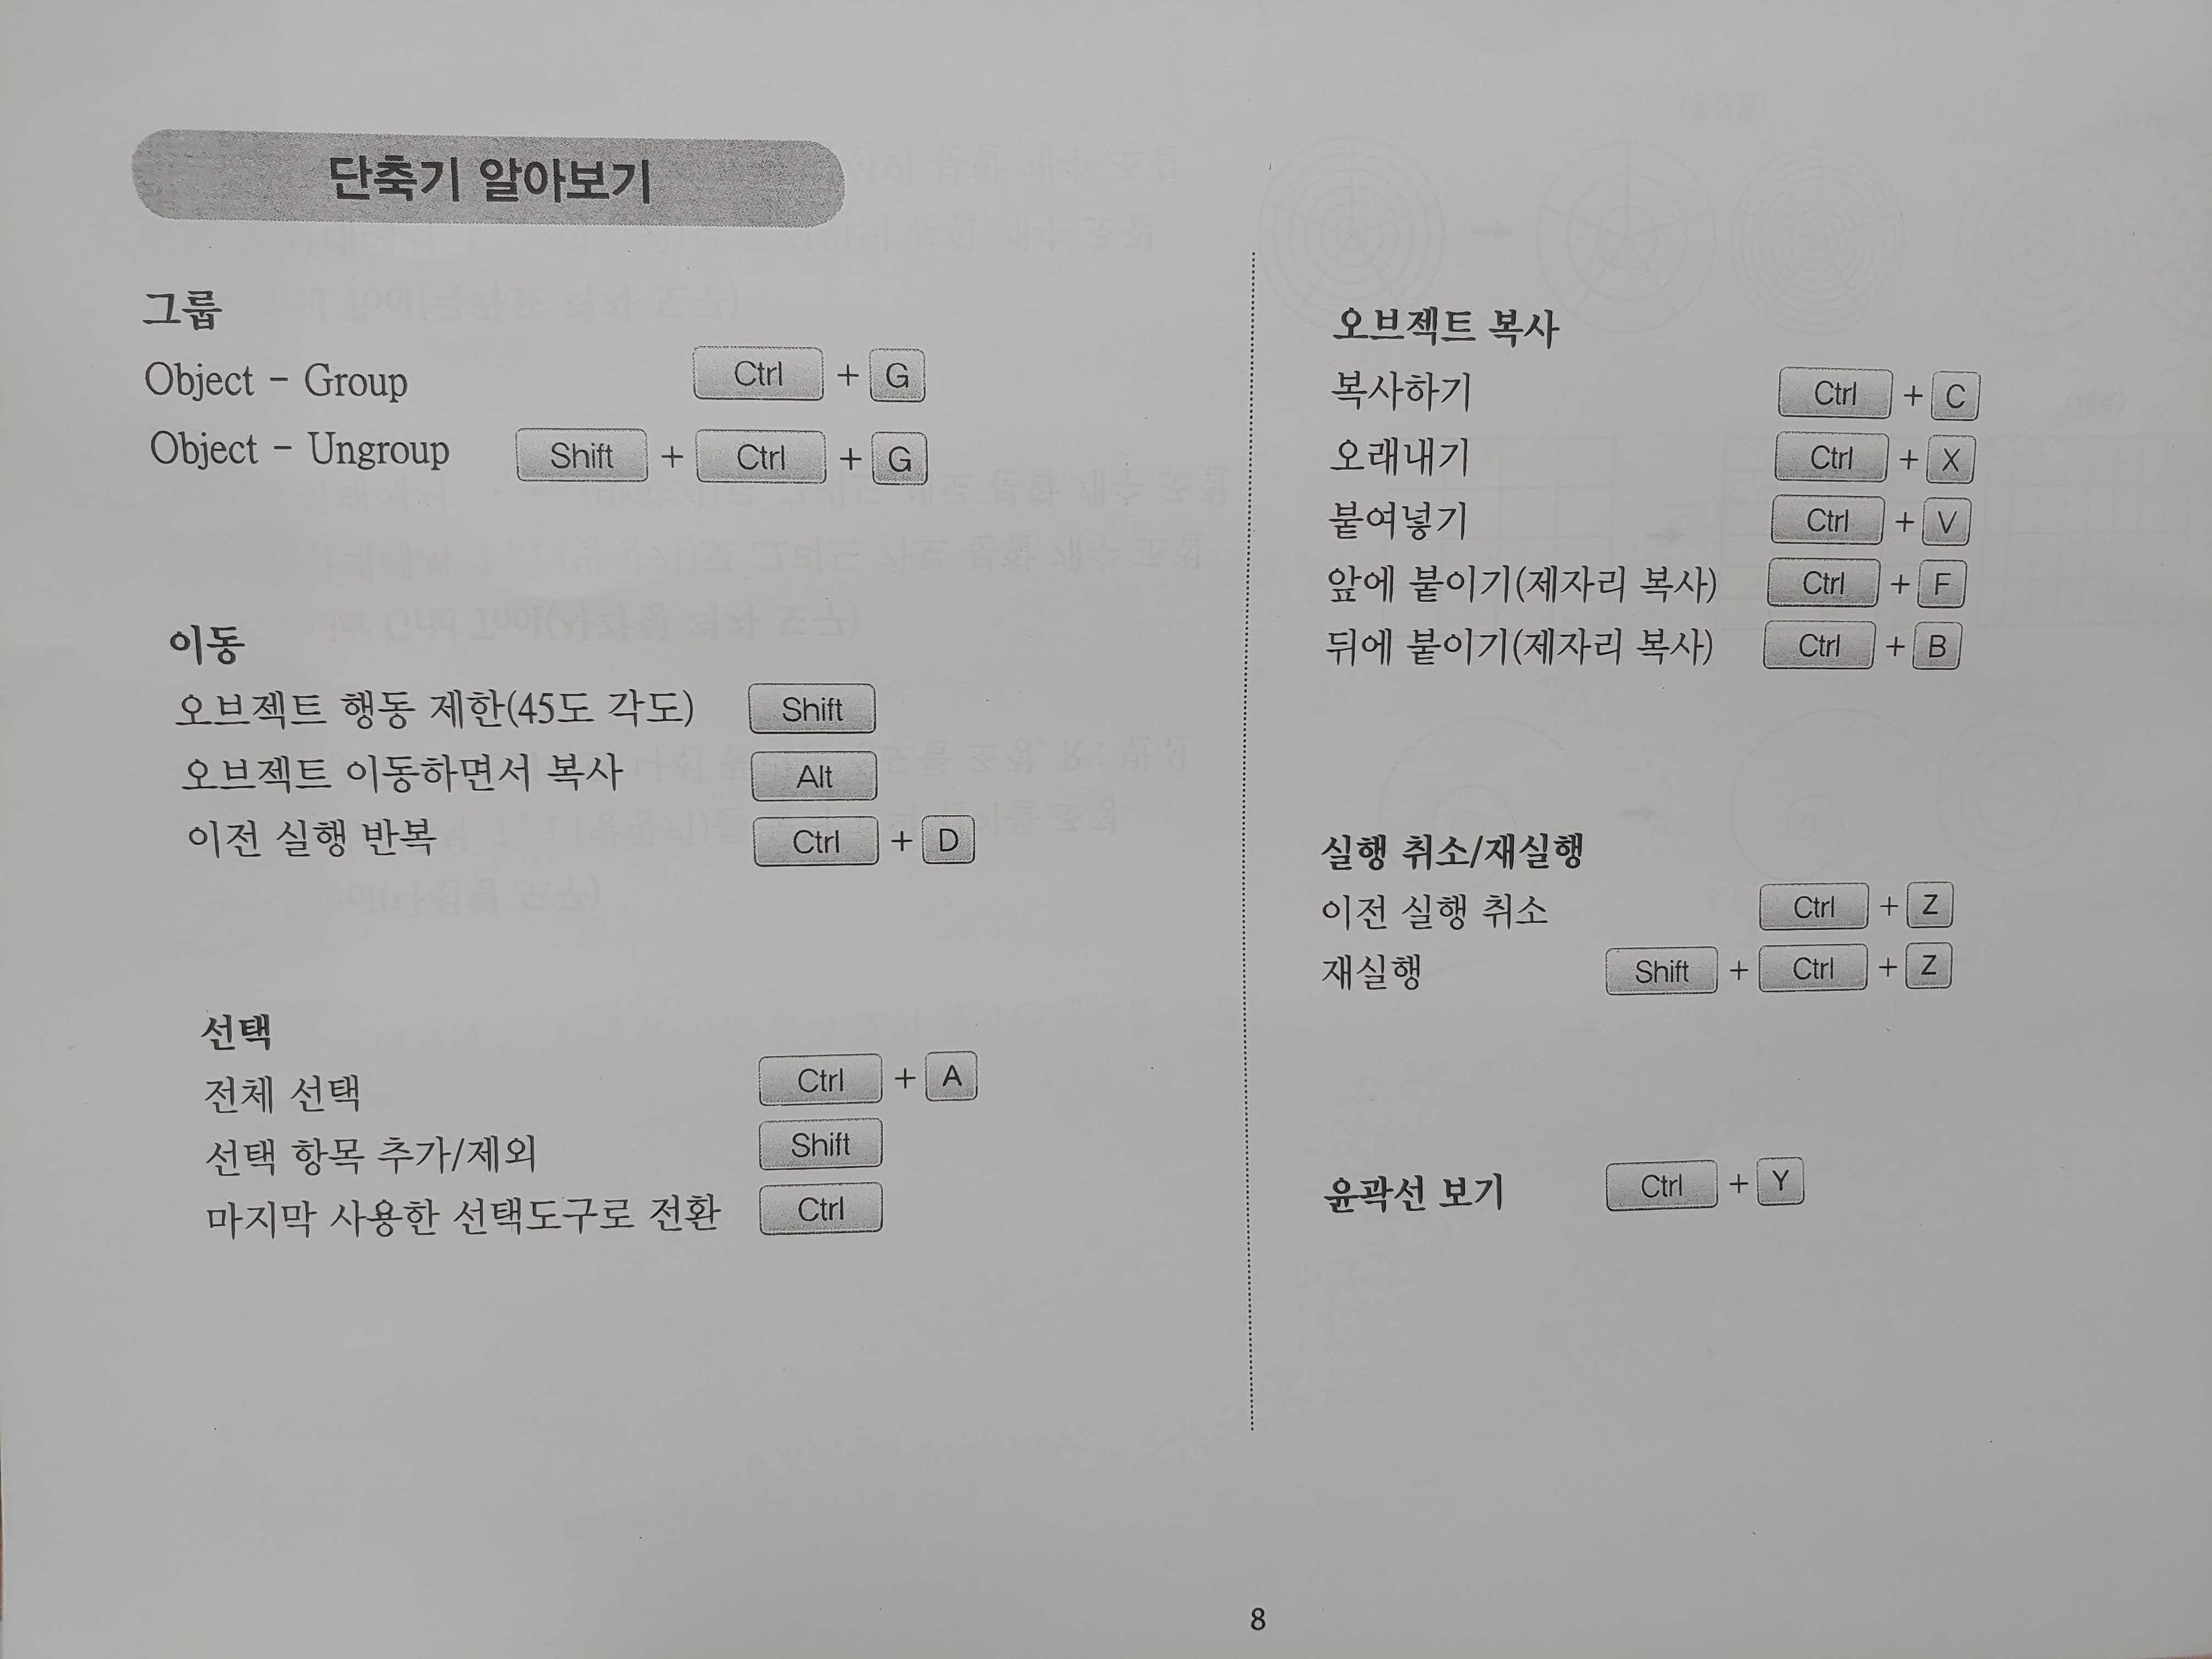 단축기 알아보기
그룹
Object - Group Ctrl + G
Object - Ungroup Shift + Ctrl + G
이동
오브젝트 행동 제한(45도 각도) Shift
오브젝트 이동하면서 복사 Alt
이전 실행 반복 Ctrl + D
선택
전체 선택 Ctrl + A
선택 항목 추가/제외 Shift
마지막 사용한 선택도구로 전환 Ctrl
오브젝트 복사
복사하기 Ctrl + C
오래내기 Ctrl + X
붙여넣기 Ctrl + V
앞에 붙이기(제자리 복사) Ctrl + F
뒤에 붙이기(제자리 복사) Ctrl + B
실행 취소/재실행
이전 실행 취소 Ctrl + Z
재실행 Shift + Ctrl + Z
윤곽선 보기 Ctrl + Y
8